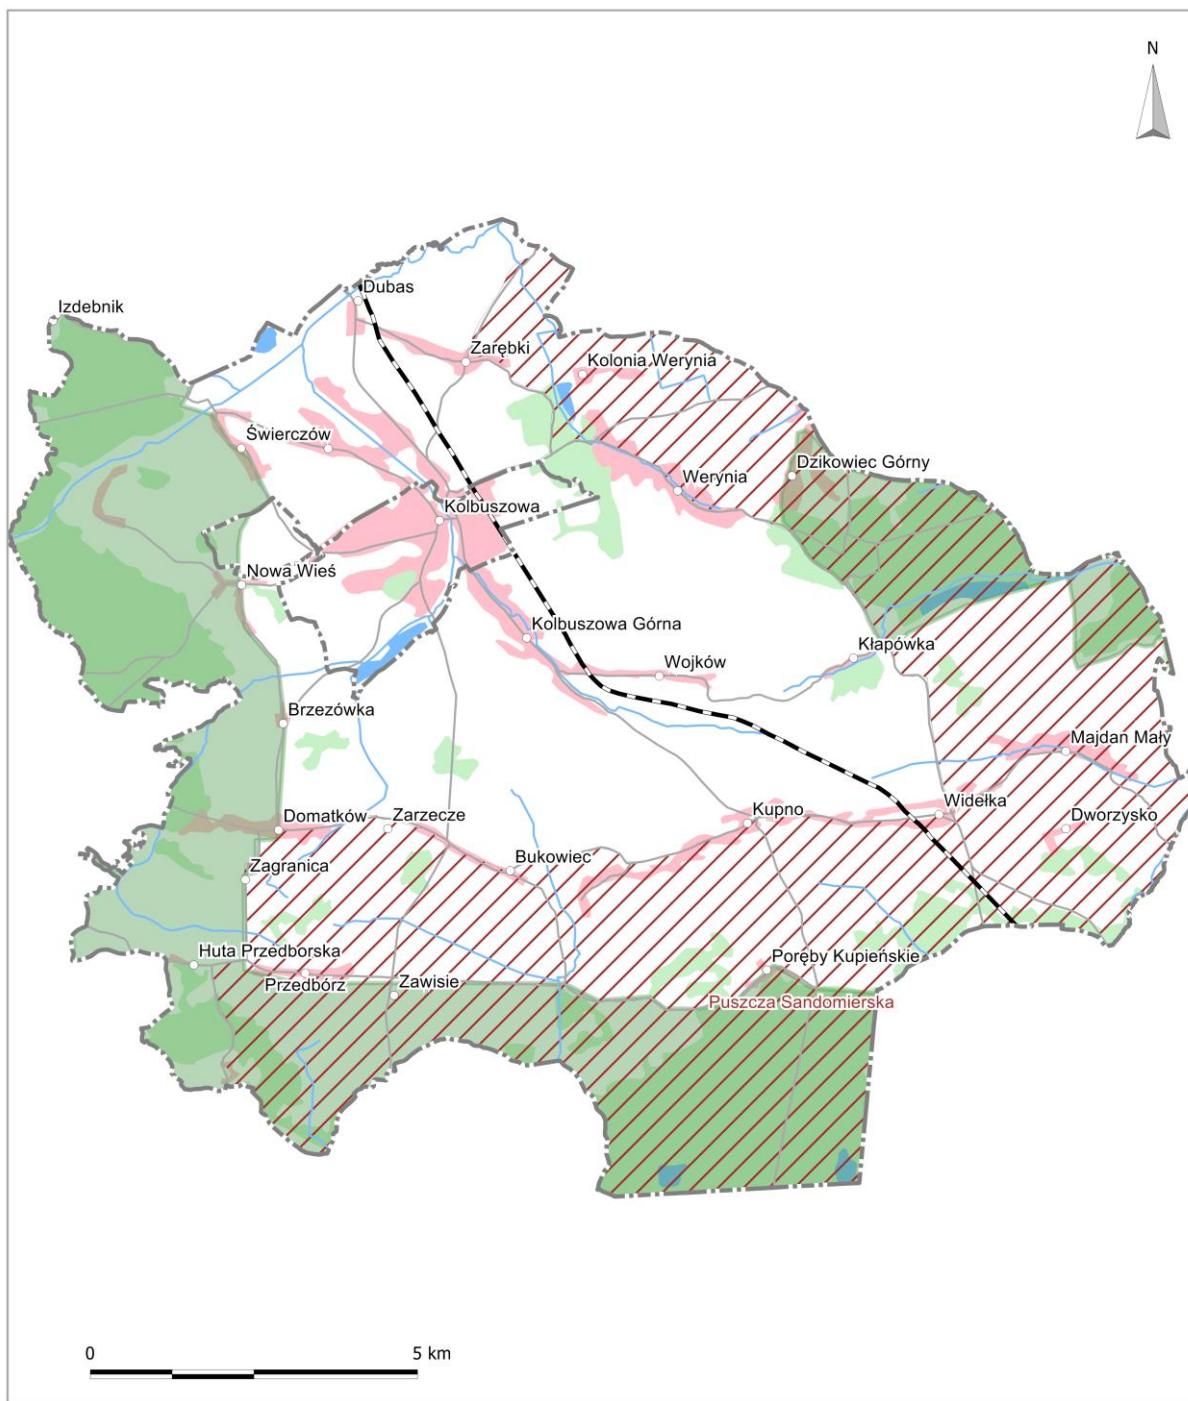 N
Dubas
Izdebnik
Zarębki
Kolonia Werynia
Świerczów
Dzikowiec Górny
Werynia
Kolbuszowa
Nowa Wieś
Kolbuszowa Górna
Kłapówka
Wojków
Brzezówka
Majdan Mały
Widełka
Kupno
Domatków
Zarzecze
Dworzysko
Bukowiec
Zagranica
Huta Przedborska
Poręby Kupieńskie
Przedbórz
Zawisie
Puszcza Sandomierska
0 5 km